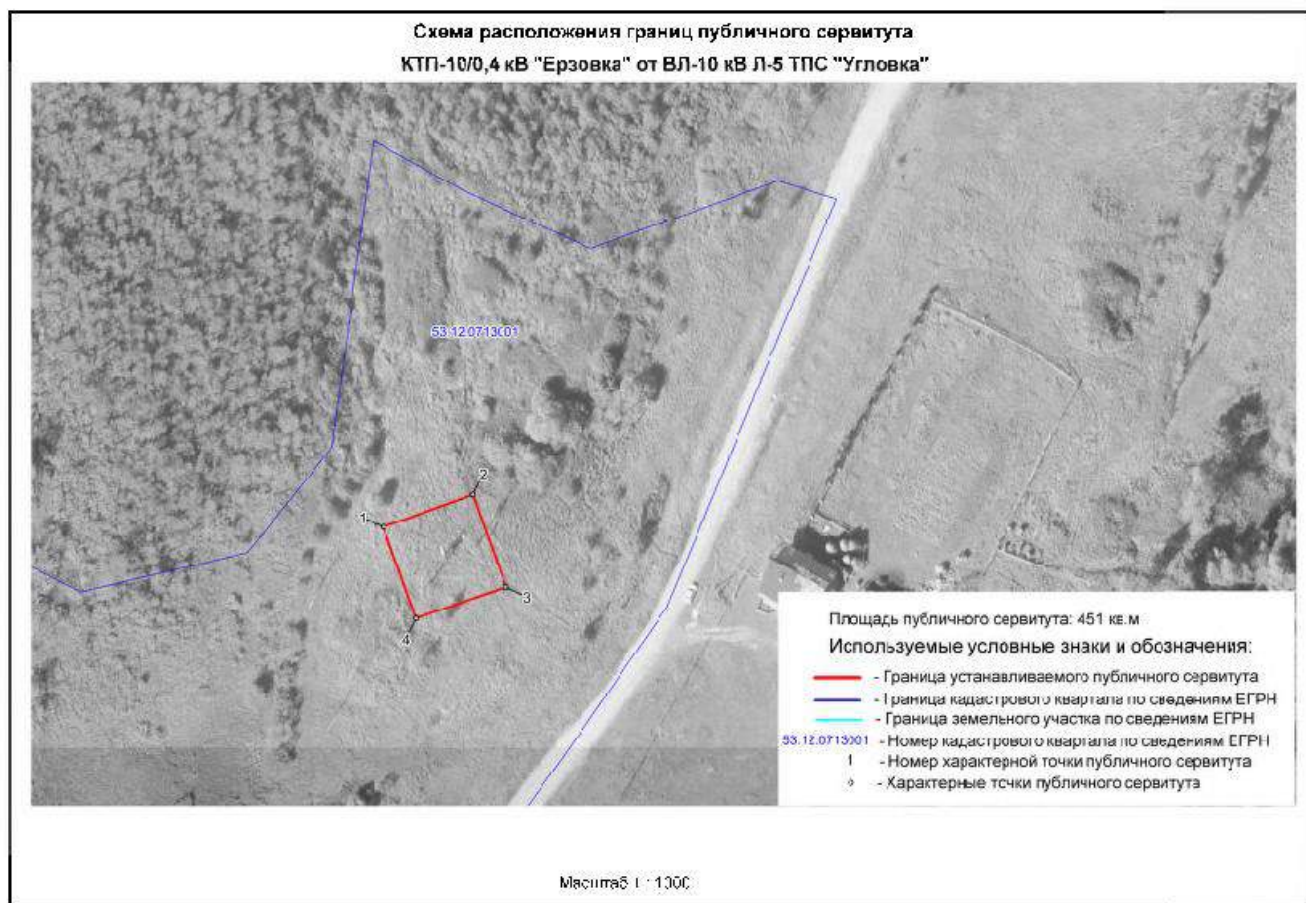 Схема расположения границ публичного сервитута
КТП-10/0,4 кВ "Ерзовка" от ВЛ-10 кВ Л-5 ТПС "Угловка"
53:12:0713001
2
1
3
4
Площадь публичного сервитута: 451 кв.м
Используемые условные знаки и обозначения:
- Граница устанавливаемого публичного сервитута
- Граница кадастрового квартала по сведениям ЕГРН
- Граница земельного участка по сведениям ЕГРН
53:12:0713001 - Номер кадастрового квартала по сведениям ЕГРН
1 - Номер характерной точки публичного сервитута
- Характерные точки публичного сервитута
Масштаб 1 : 1000